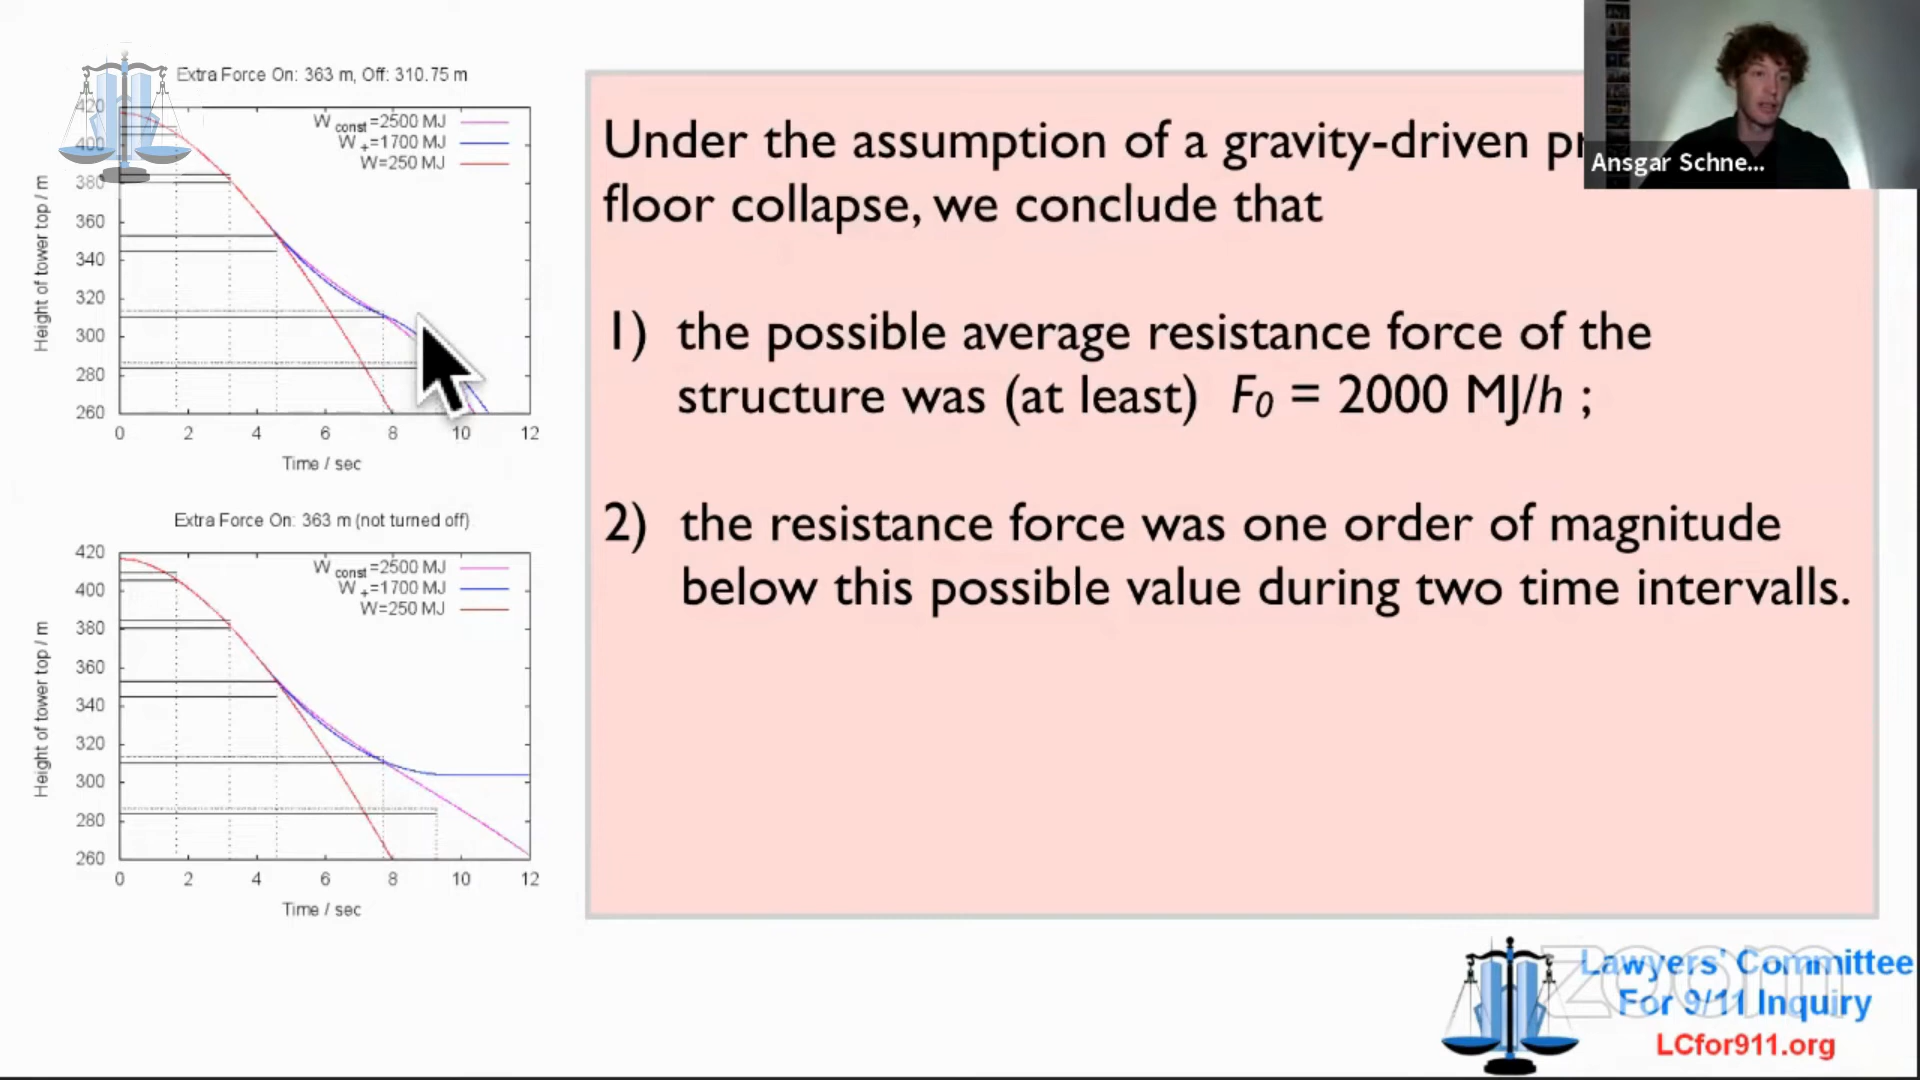 Extra Force On: 363 m, Off: 310.75 m
W const=2500 MJ
W +=1700 MJ
W=250 MJ
Height of tower top / m
420
400
380
360
340
320
300
280
260
0 2 4 6 8 10 12
Time / sec
Extra Force On: 363 m (not turned off)
W const=2500 MJ
W +=1700 MJ
W=250 MJ
Height of tower top / m
420
400
380
360
340
320
300
280
260
0 2 4 6 8 10 12
Time / sec
Under the assumption of a gravity-driven
floor collapse, we conclude that
1) the possible average resistance force of the
structure was (at least) F0 = 2000 MJ/h ;
2) the resistance force was one order of magnitude
below this possible value during two time intervalls.
Ansgar Schne...
zoom
Lawyers' Committee
For 9/11 Inquiry
LCfor911.org